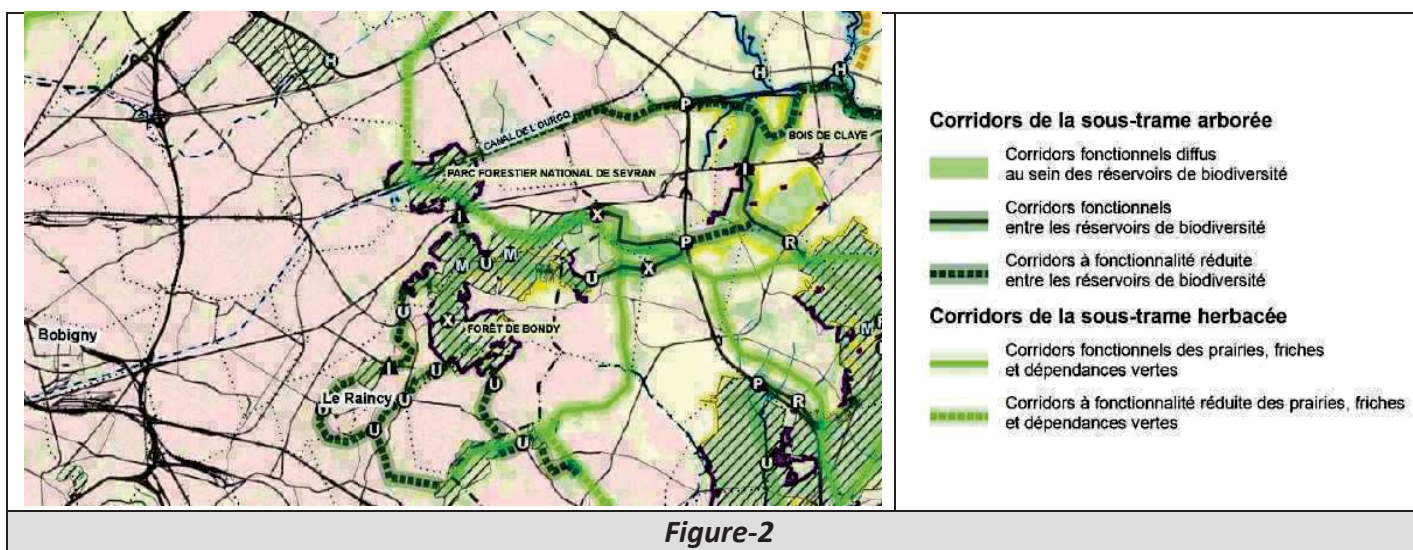 H
H
H
P
CANAL DE L'OURCQ
BOIS DE CLAYE
PARC FORESTIER NATIONAL DE SEVRAN
I
I
X
P
R
M
U
M
U
X
U
M
X
FORÊT DE BONDY
Bobigny
I
U
U
P
Le Raincy
U
R
U
U
U
U
Corridors de la sous-trame arborée
Corridors fonctionnels diffus
au sein des réservoirs de biodiversité
Corridors fonctionnels
entre les réservoirs de biodiversité
Corridors à fonctionnalité réduite
entre les réservoirs de biodiversité
Corridors de la sous-trame herbacée
Corridors fonctionnels des prairies, friches
et dépendances vertes
Corridors à fonctionnalité réduite des prairies, friches
et dépendances vertes
Figure-2